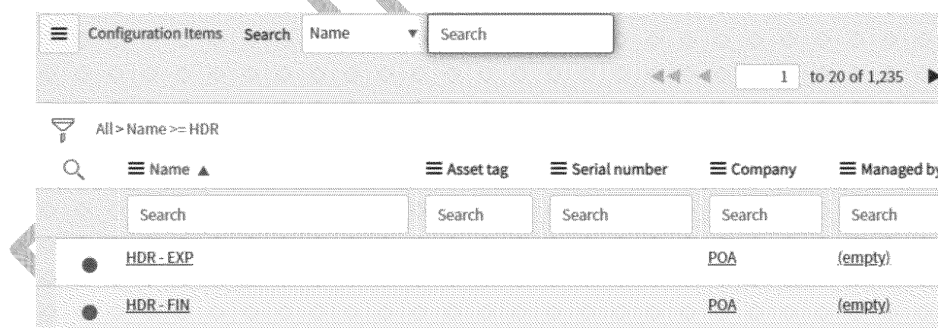 Configuration Items Search Name Search
1 to 20 of 1,235
All > Name >= HDR
Name Asset tag Serial number Company Managed by
Search Search Search Search Search
HDR - EXP POA (empty)
HDR - FIN POA (empty)